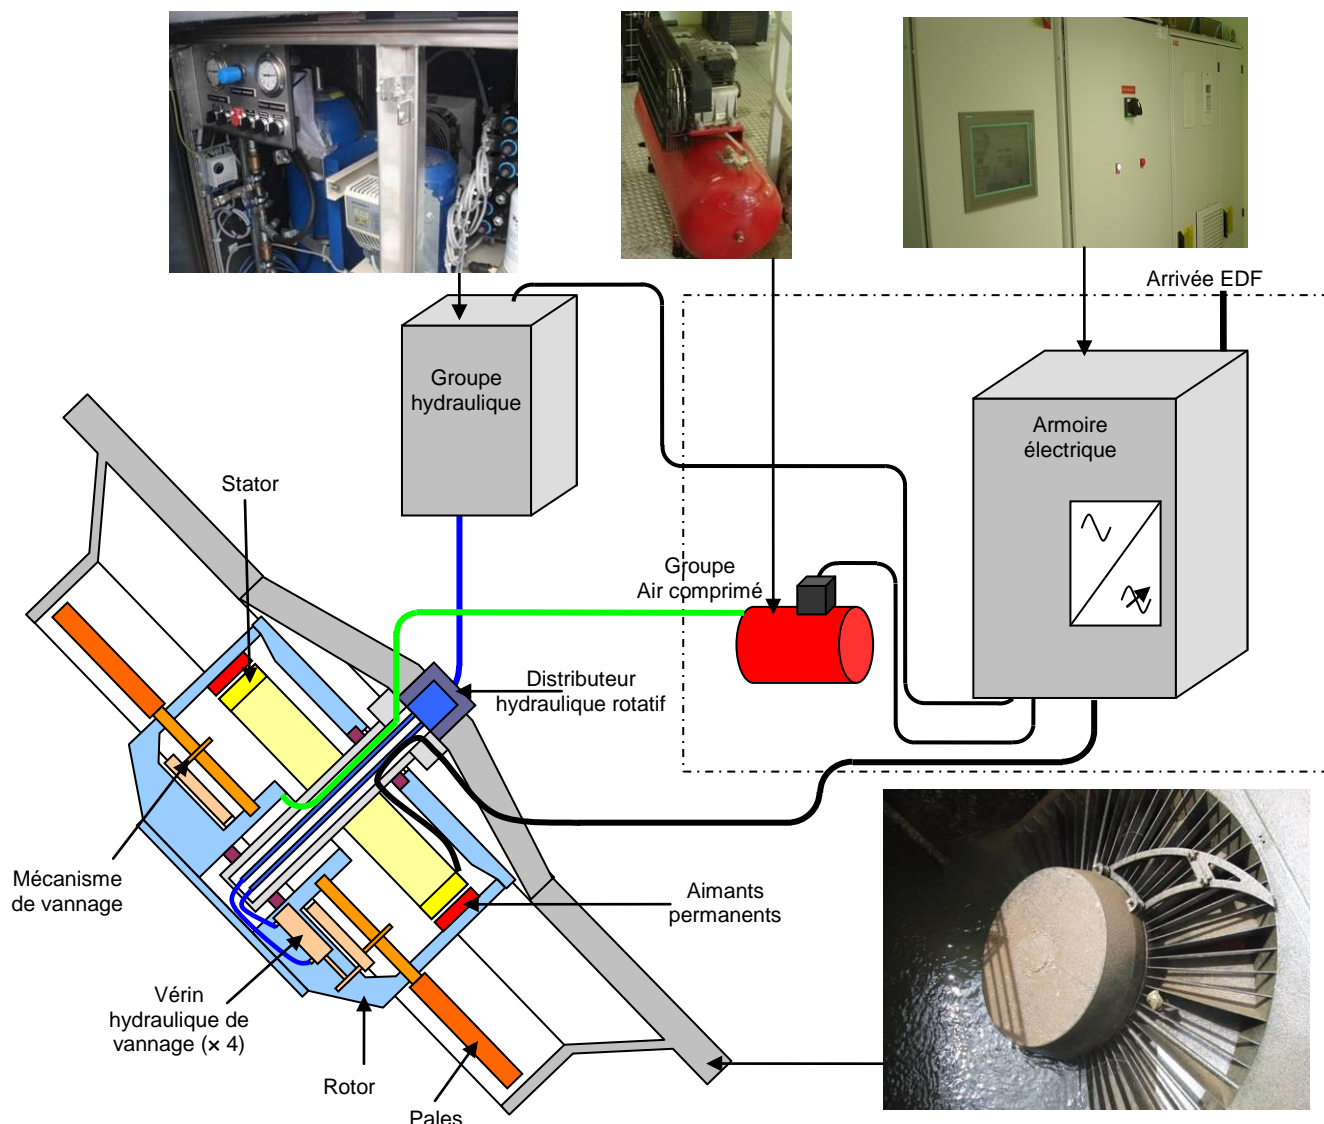 Arrivée EDF
Groupe
hydraulique
Armoire
électrique
Stator
Groupe
Air comprimé
Distributeur
hydraulique rotatif
Mécanisme
de vannage
Aimants
permanents
Vérin
hydraulique de
vannage (× 4)
Rotor
Pales